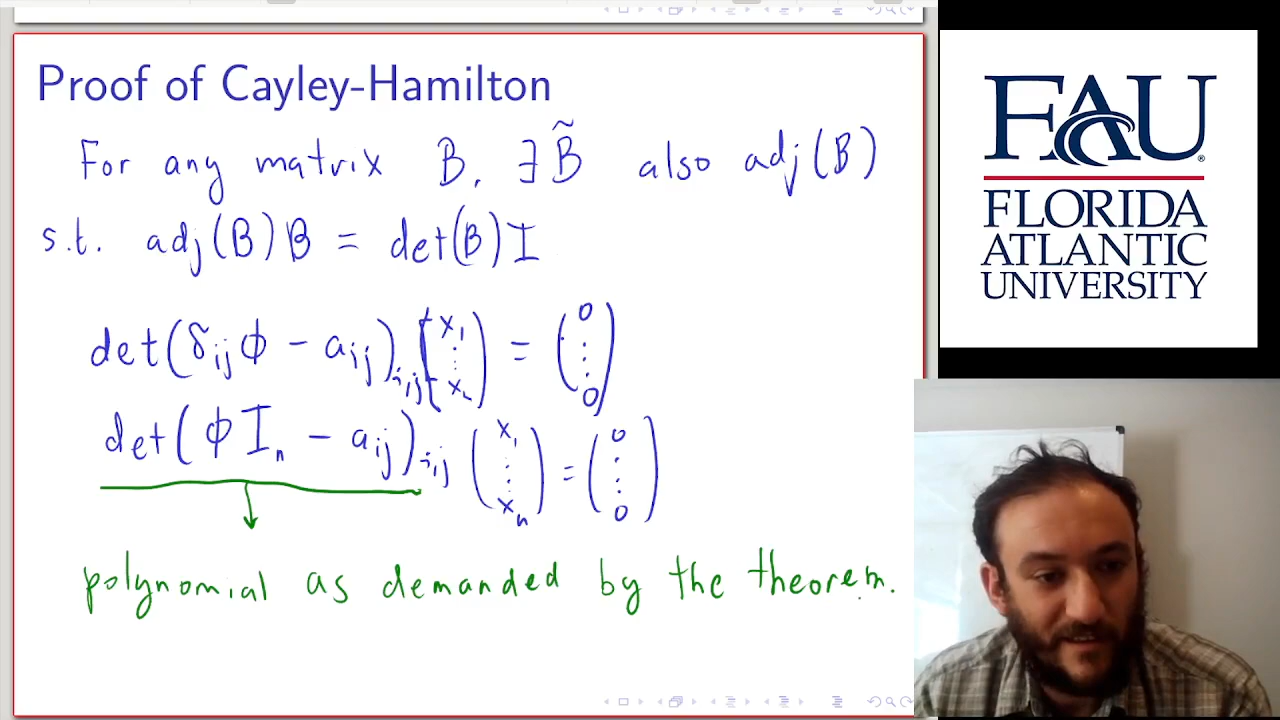 Proof of Cayley-Hamilton
For any matrix B, ∃ B̃ also adj(B)
s.t. adj(B)B = det(B)I
det(δ_ij ϕ - a_ij)_i,j (x_1 ⋮ x_n) = (0 ⋮ 0)
det(ϕ I_n - a_ij)_i,j (x_1 ⋮ x_n) = (0 ⋮ 0)
polynomial as demanded by the theorem.
FAU
FLORIDA
ATLANTIC
UNIVERSITY